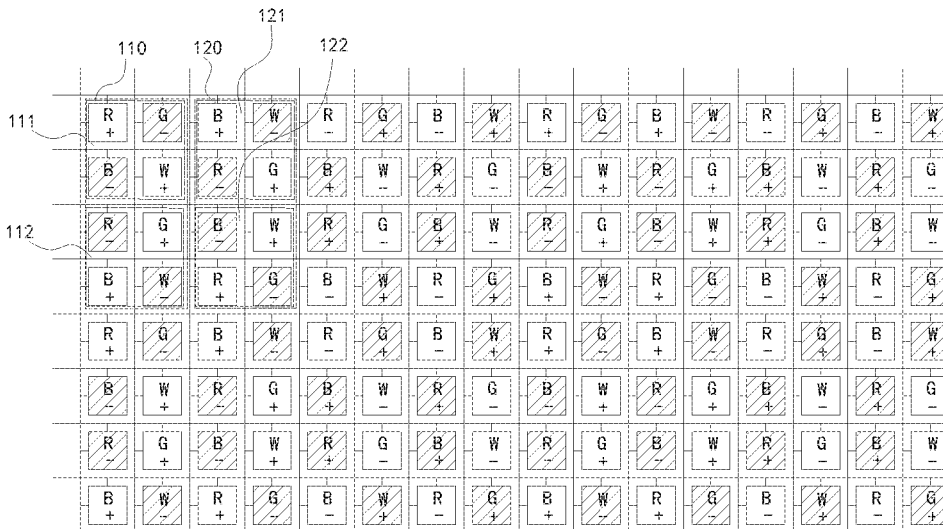 121
110 120 122
R G B W R G B W R G B W R G B W
111 + - + - - + - + + - + - - + - +
B W R G B W R G B W R G B W R G
- + - + + - + - - + - + + - + -
112 R G B W R G B W R G B W R G B W
- + - + + - + - - + - + + - + -
B W R G B W R G B W R G B W R G
+ - + - - + - + + - + - - + - +
R G B W R G B W R G B W R G B W
+ - + - - + - + + - + - - + - +
B W R G B W R G B W R G B W R G
- + - + + - + - - + - + + - + -
R G B W R G B W R G B W R G B W
- + - + + - + - - + - + + - + -
B W R G B W R G B W R G B W R G
+ - + - - + - + + - + - - + - +